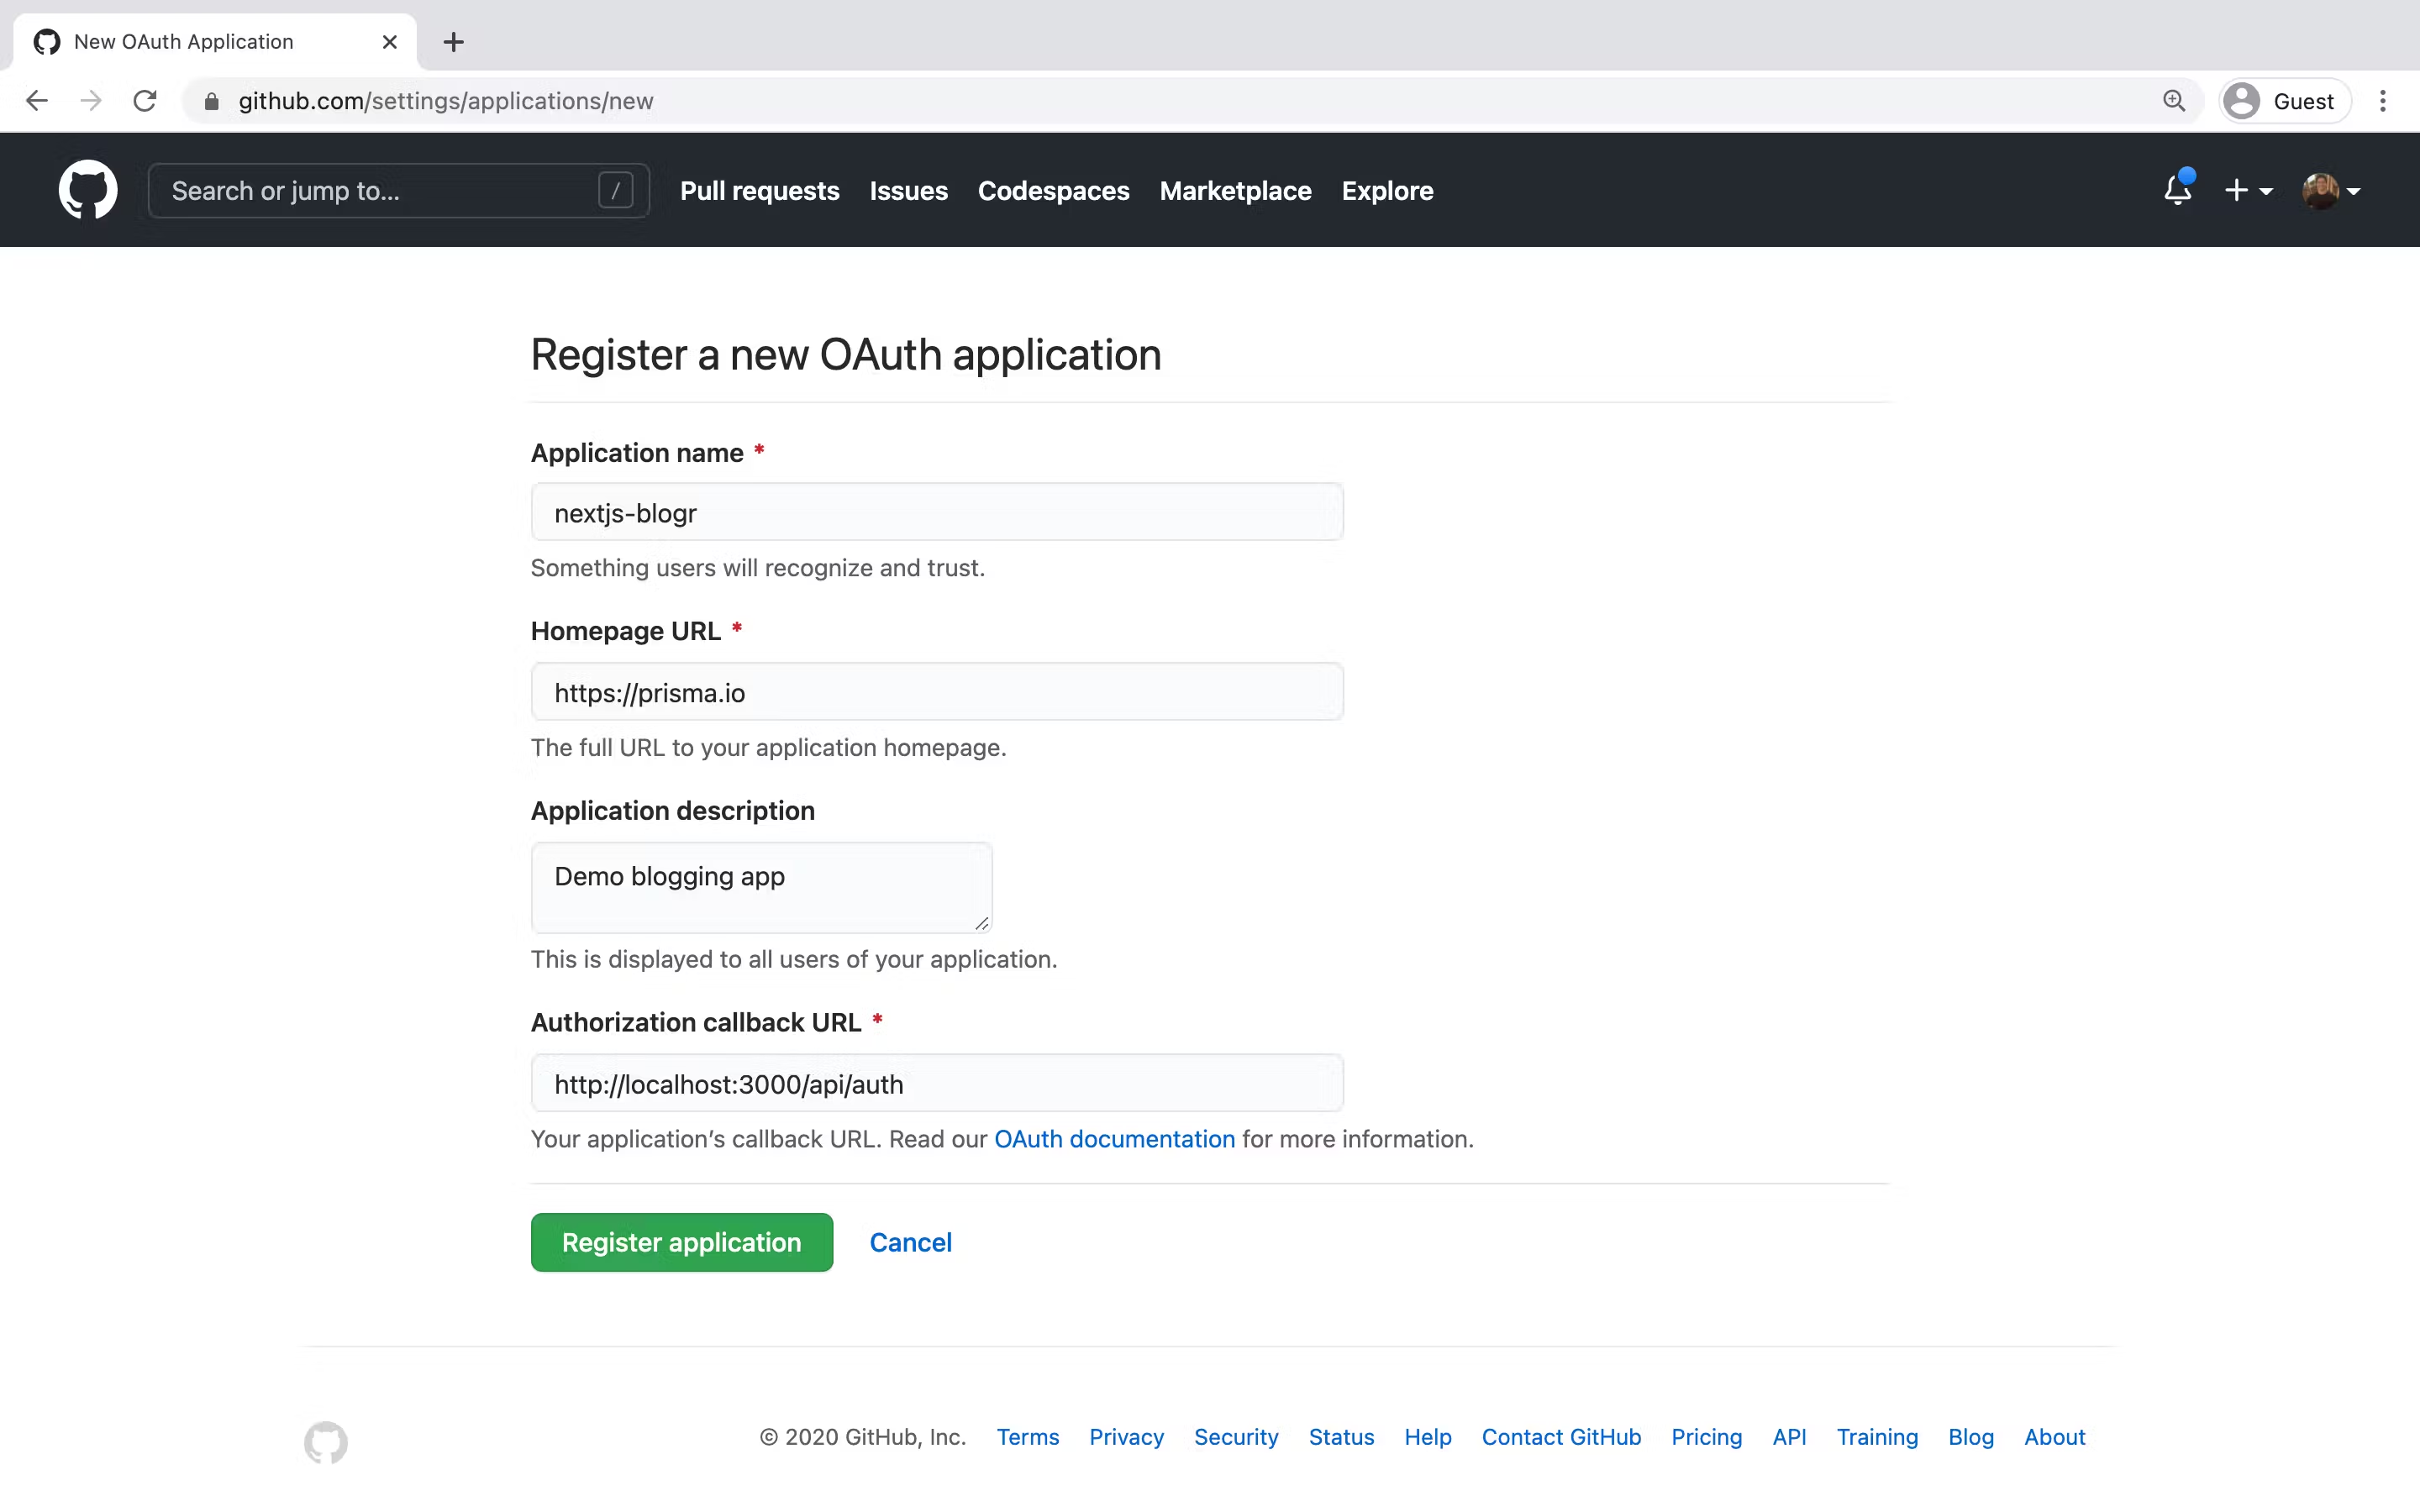 New OAuth Application
github.com/settings/applications/new
Guest
Search or jump to...
/
Pull requests Issues Codespaces Marketplace Explore
Register a new OAuth application
Application name *
nextjs-blogr
Something users will recognize and trust.
Homepage URL *
https://prisma.io
The full URL to your application homepage.
Application description
Demo blogging app
This is displayed to all users of your application.
Authorization callback URL *
http://localhost:3000/api/auth
Your application’s callback URL. Read our OAuth documentation for more information.
Register application Cancel
© 2020 GitHub, Inc. Terms Privacy Security Status Help Contact GitHub Pricing API Training Blog About